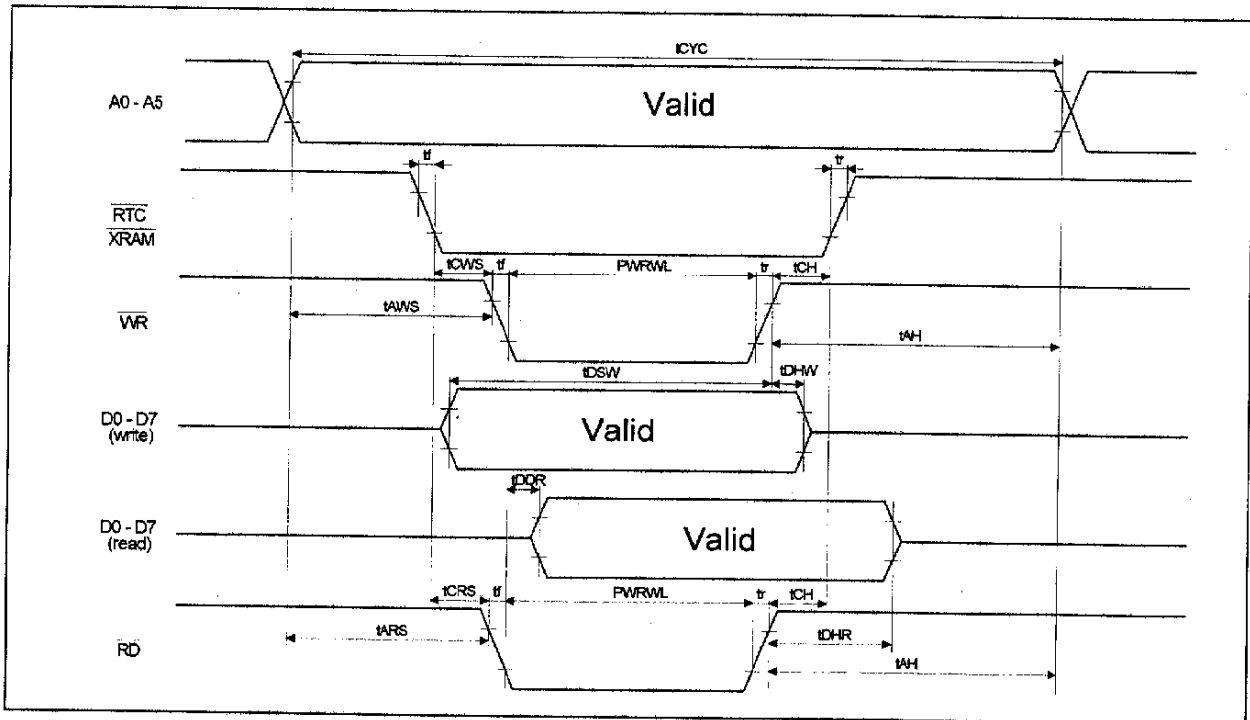 tCYC
A0 - A5
Valid
tf
tr
RTC
XRAM
tCWS tf PWRWL tr tCH
WR
tAWS
tAH
tDSW tDHW
D0 - D7
(write)
Valid
tDDR
D0 - D7
(read)
Valid
tCRS tf PWRWL tr tCH
RD
tARS
tDHR
tAH